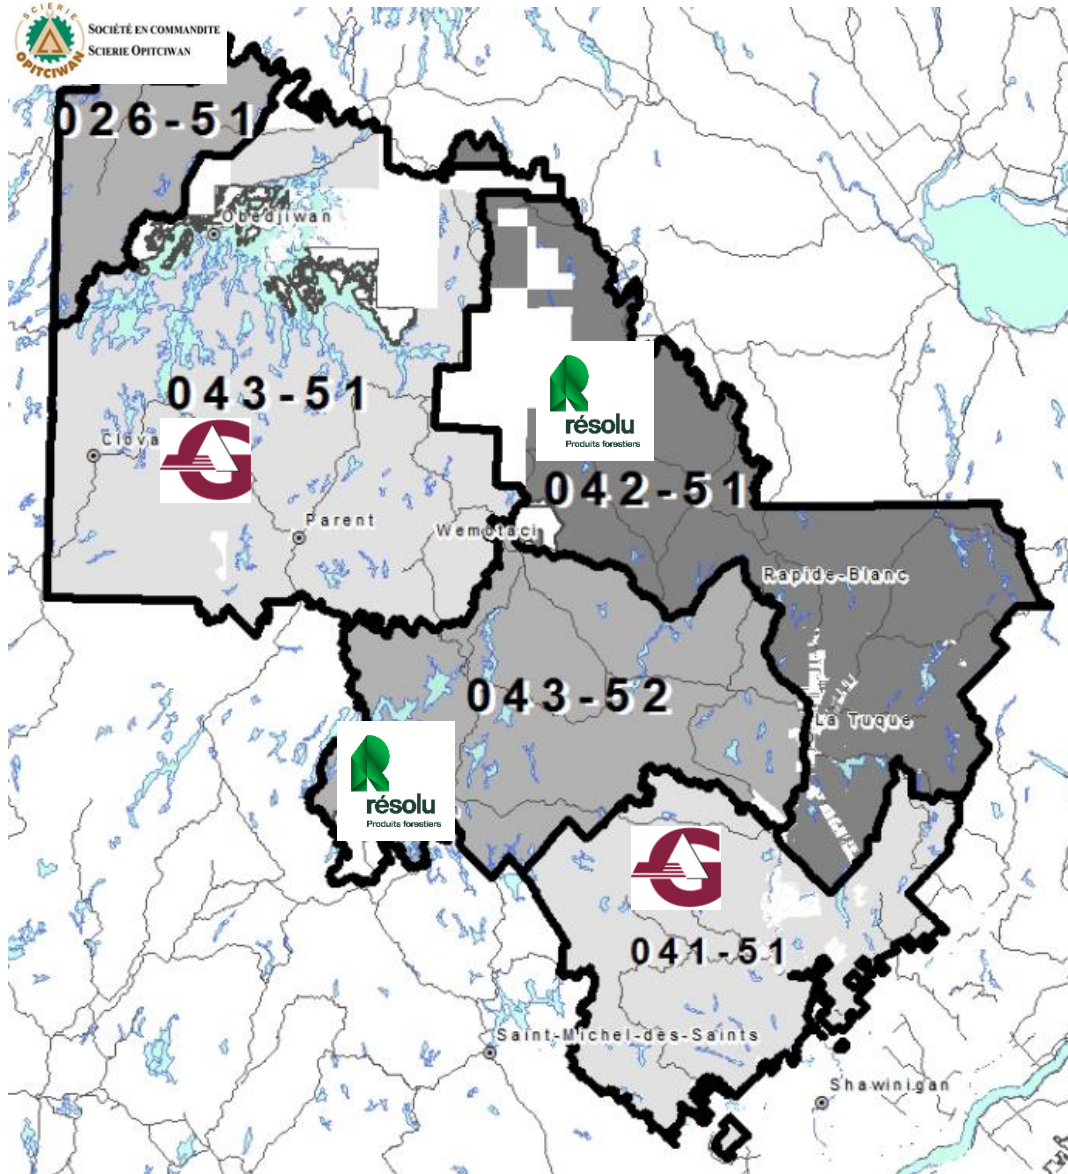 SCIERIE
OPITCIWAN
SOCIÉTÉ EN COMMANDITE
SCIERIE OPITCIWAN
026-51
Obedjiwan
043-51
résolu
Produits forestiers
Clova
G
042-51
Parent
Wemotaci
Rapide-Blanc
043-52
La Tuque
résolu
Produits forestiers
G
041-51
Saint-Michel-des-Saints
Shawinigan